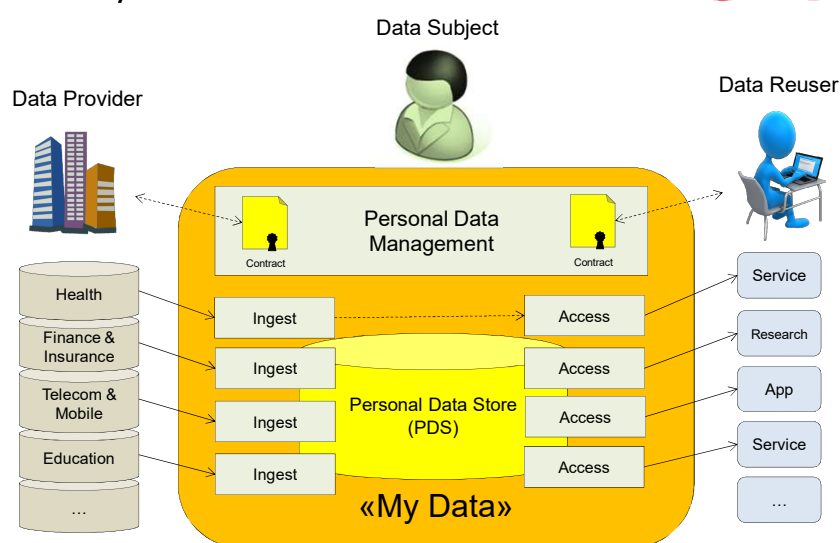 Data Subject
Data Provider
Data Reuser
Personal Data
Management
Contract
Contract
Health
Finance &
Insurance
Telecom &
Mobile
Education
…
Ingest
Ingest
Ingest
Ingest
Access
Access
Access
Access
Personal Data Store
(PDS)
«My Data»
Service
Research
App
Service
…